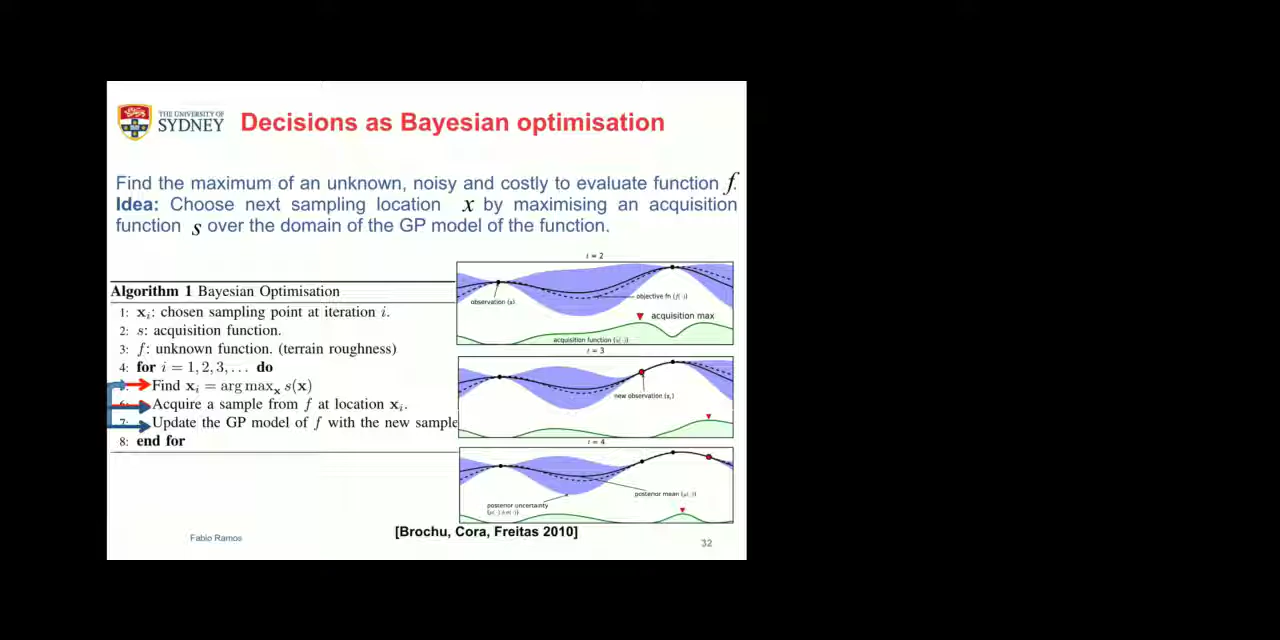 THE UNIVERSITY OF
SYDNEY
Decisions as Bayesian optimisation
Find the maximum of an unknown, noisy and costly to evaluate function f.
Idea: Choose next sampling location x by maximising an acquisition
function s over the domain of the GP model of the function.
Algorithm 1 Bayesian Optimisation
1: xᵢ: chosen sampling point at iteration i.
2: s: acquisition function.
3: f: unknown function. (terrain roughness)
4: for i = 1, 2, 3, . . . do
Find xᵢ = arg maxₓ s(x)
6: Acquire a sample from f at location xᵢ.
7: Update the GP model of f with the new sample
8: end for
i = 2
observation (x)
objective fn (f(·))
acquisition max
acquisition function (u(·))
i = 3
new observation (xₜ)
i = 4
posterior mean (μ(·))
posterior uncertainty
(μ(·) ± σ(·))
[Brochu, Cora, Freitas 2010]
Fabio Ramos
32